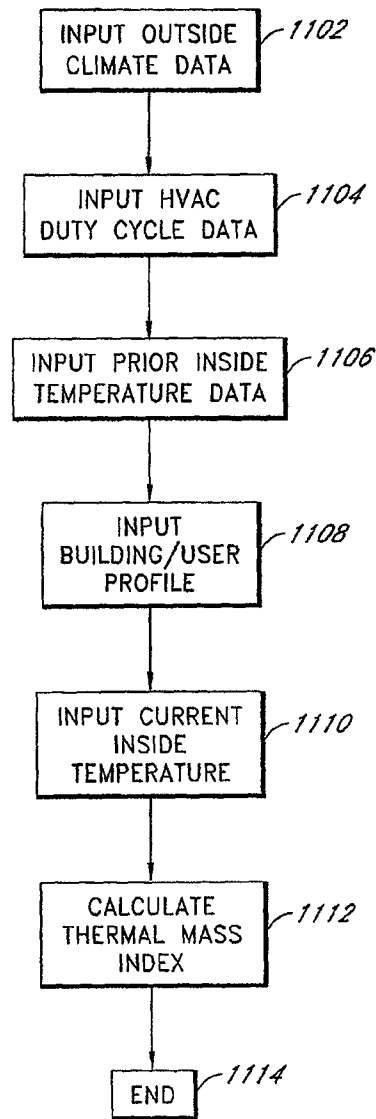 INPUT OUTSIDE
CLIMATE DATA
1102
INPUT HVAC
DUTY CYCLE DATA
1104
INPUT PRIOR INSIDE
TEMPERATURE DATA
1106
INPUT
BUILDING/USER
PROFILE
1108
INPUT CURRENT
INSIDE
TEMPERATURE
1110
CALCULATE
THERMAL MASS
INDEX
1112
END
1114